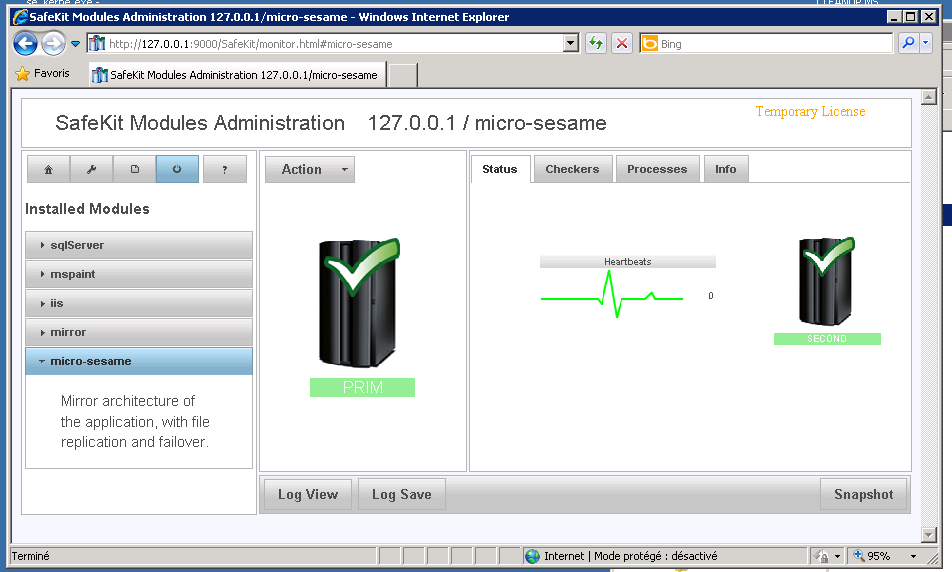 SafeKit Modules Administration 127.0.0.1/micro-sesame - Windows Internet Explorer
http://127.0.0.1:9000/SafeKit/monitor.html#micro-sesame
Bing
Favoris
SafeKit Modules Administration 127.0.0.1/micro-sesame
SafeKit Modules Administration 127.0.0.1 / micro-sesame
Temporary License
?
Action
Status
Checkers
Processes
Info
Installed Modules
sqlServer
mspaint
iis
mirror
micro-sesame
Mirror architecture of
the application, with file
replication and failover.
PRIM
Heartbeats
0
SECOND
Log View
Log Save
Snapshot
Terminé
Internet | Mode protégé : désactivé
95%